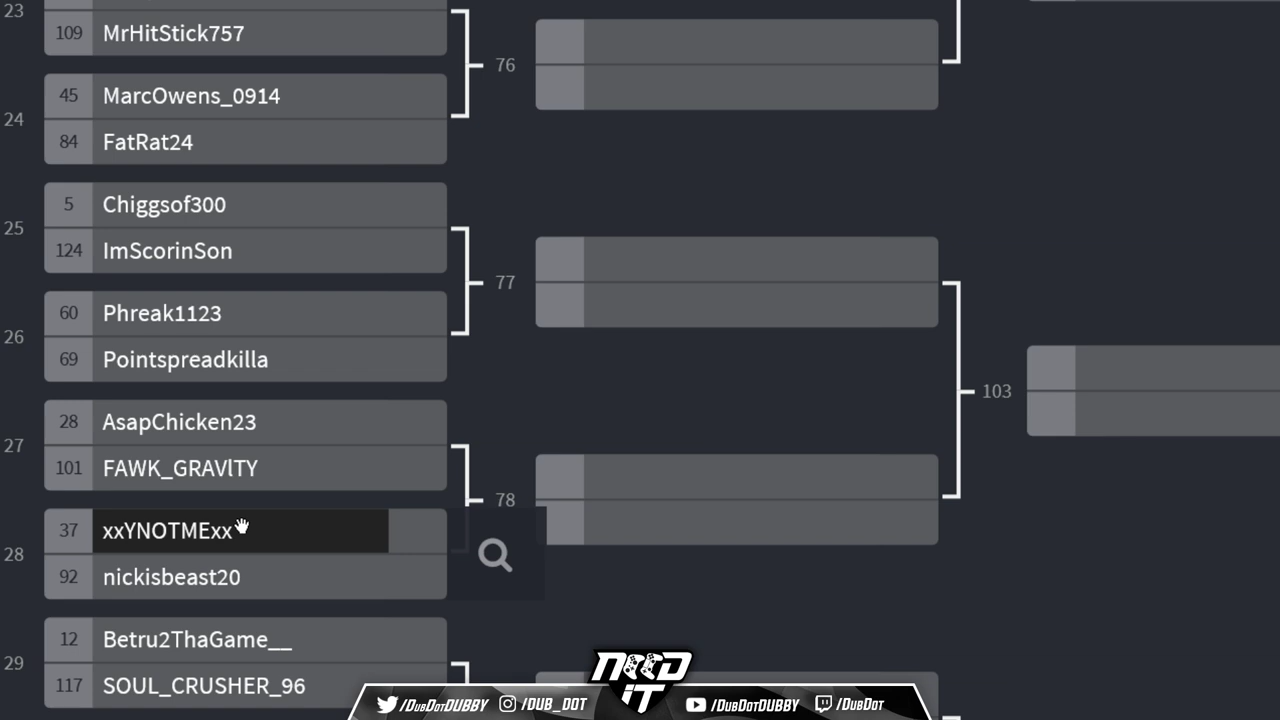 23
109 MrHitStick757
76
45 MarcOwens_0914
24
84 FatRat24
5 Chiggsof300
25
124 ImScorinSon
77
60 Phreak1123
26
69 Pointspreadkilla
103
28 AsapChicken23
27
101 FAWK_GRAVlTY
78
37 xxYNOTMExx
28
92 nickisbeast20
12 Betru2ThaGame__
29
117 SOUL_CRUSHER_96
NEED
IT
/DubDotDUBBY /DUB_DOT /DubDotDUBBY /DubDot